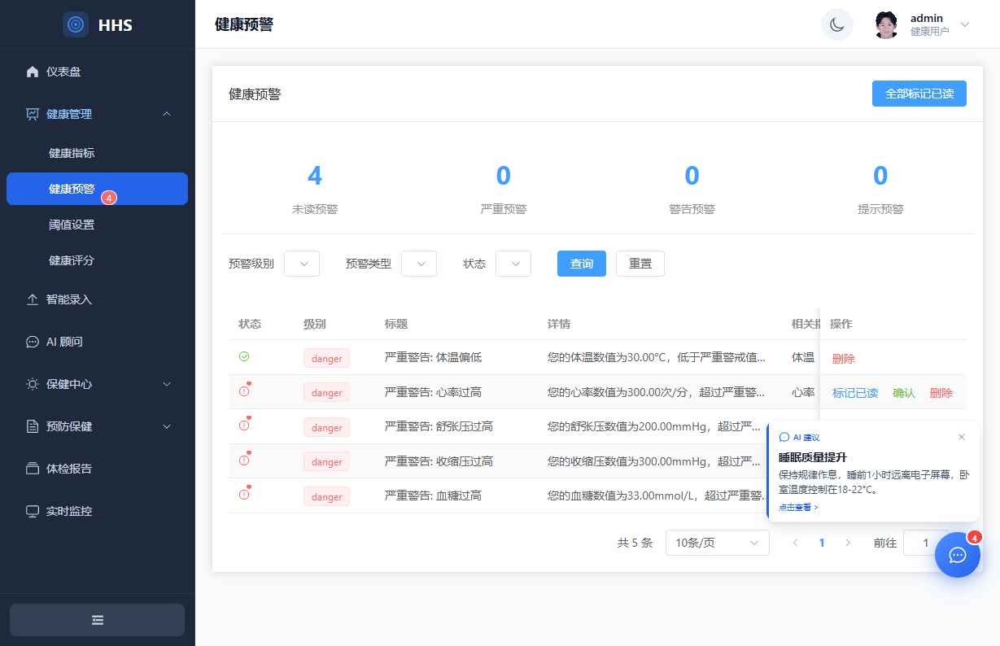 HHS
健康预警
admin
健康用户
仪表盘
健康管理
健康指标
健康预警
4
阈值设置
健康评分
智能录入
AI 顾问
保健中心
预防保健
体检报告
实时监控
健康预警
全部标记已读
4
0
0
0
未读预警
严重预警
警告预警
提示预警
预警级别
预警类型
状态
查询
重置
状态 级别 标题 详情 相关指 操作
danger 严重警告: 体温偏低 您的体温数值为30.00°C，低于严重警戒值... 体温 删除
danger 严重警告: 心率过高 您的心率数值为300.00次/分，超过严重警... 心率 标记已读 确认 删除
danger 严重警告: 舒张压过高 您的舒张压数值为200.00mmHg，超过严...
danger 严重警告: 收缩压过高 您的收缩压数值为300.00mmHg，超过严...
danger 严重警告: 血糖过高 您的血糖数值为33.00mmol/L，超过严重警...
AI 建议
睡眠质量提升
保持规律作息，睡前1小时远离电子屏幕，卧
室温度控制在18-22°C。
点击查看 >
共 5 条
10条/页
1
前往
1
4